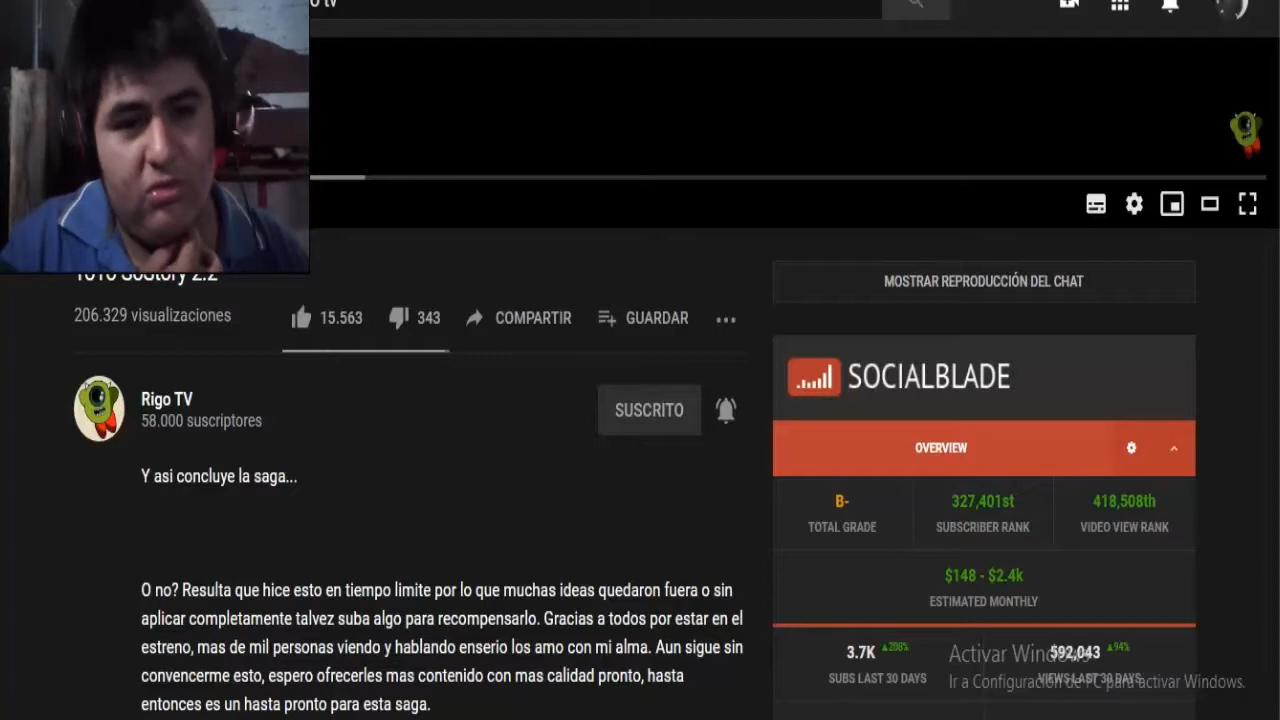 O tv
206.329 visualizaciones
15.563
343
COMPARTIR
GUARDAR
MOSTRAR REPRODUCCIÓN DEL CHAT
Rigo TV
58.000 suscriptores
SUSCRITO
Y asi concluye la saga...
O no? Resulta que hice esto en tiempo limite por lo que muchas ideas quedaron fuera o sin
aplicar completamente talvez suba algo para recompensarlo. Gracias a todos por estar en el
estreno, mas de mil personas viendo y hablando enserio los amo con mi alma. Aun sigue sin
convencerme esto, espero ofrecerles mas contenido con mas calidad pronto, hasta
entonces es un hasta pronto para esta saga.
SOCIALBLADE
OVERVIEW
B-
TOTAL GRADE
327,401st
SUBSCRIBER RANK
418,508th
VIDEO VIEW RANK
$148 - $2.4k
ESTIMATED MONTHLY
3.7K ▲208%
SUBS LAST 30 DAYS
592,043 ▲94%
VIEWS LAST 30 DAYS
Activar Windows
Ir a Configuración de PC para activar Windows.